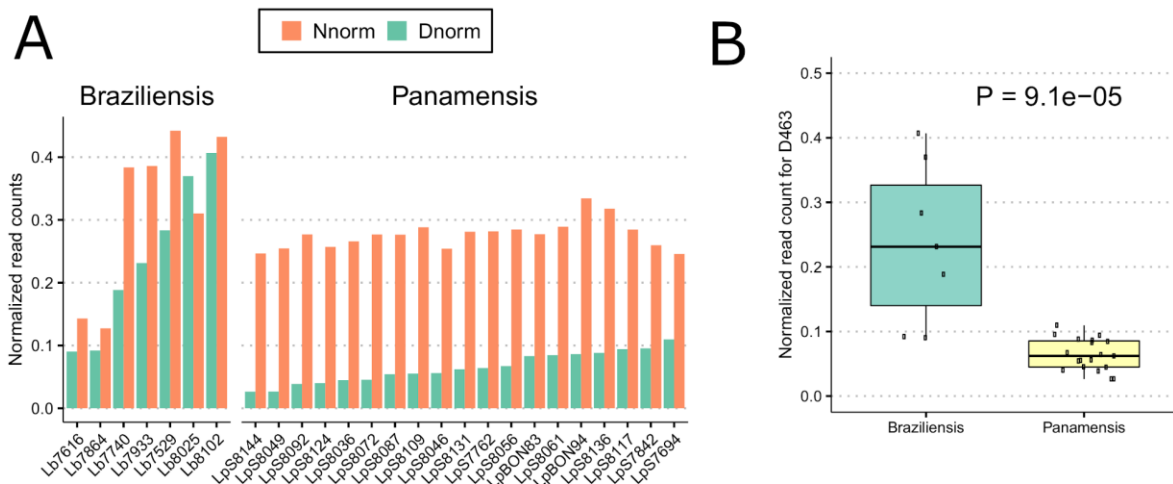 A
Nnorm
Dnorm
Braziliensis
Panamensis
Normalized read counts
0.4
0.3
0.2
0.1
0.0
Lb7616
Lb7864
Lb7740
Lb7933
Lb7529
Lb8025
Lb8102
LpS8144
LpS8049
LpS8092
LpS8124
LpS8036
LpS8072
LpS8087
LpS8109
LpS8046
LpS8131
LpS7762
LpS8056
LpBON83
LpS8061
LpBON94
LpS8136
LpS8117
LpS7842
LpS7694
B
P = 9.1e−05
Normalized read count for D463
0.5
0.4
0.3
0.2
0.1
0.0
Braziliensis
Panamensis